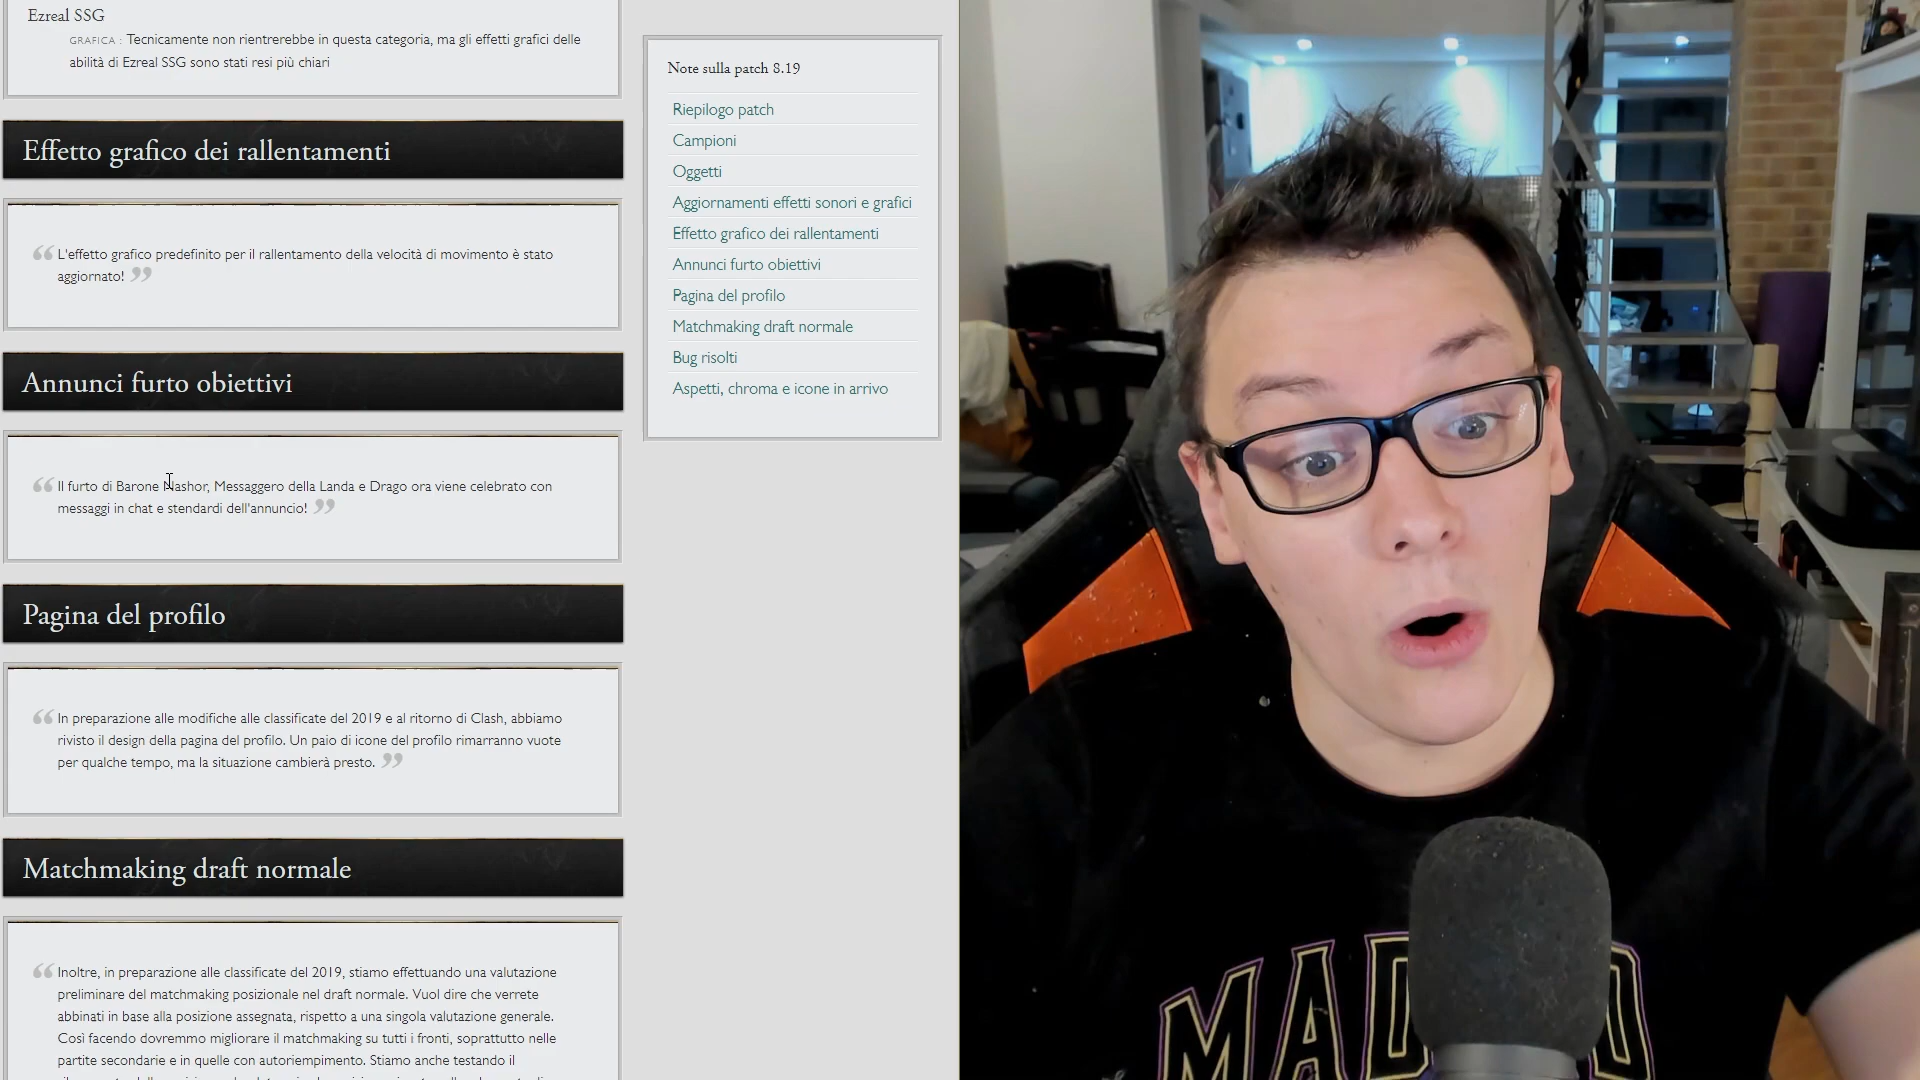 Ezreal SSG
GRAFICA : Tecnicamente non rientrerebbe in questa categoria, ma gli effetti grafici delle
abilità di Ezreal SSG sono stati resi più chiari
Effetto grafico dei rallentamenti
“ L'effetto grafico predefinito per il rallentamento della velocità di movimento è stato
aggiornato! ”
Annunci furto obiettivi
“ Il furto di Barone Nashor, Messaggero della Landa e Drago ora viene celebrato con
messaggi in chat e stendardi dell'annuncio! ”
Pagina del profilo
“ In preparazione alle modifiche alle classificate del 2019 e al ritorno di Clash, abbiamo
rivisto il design della pagina del profilo. Un paio di icone del profilo rimarranno vuote
per qualche tempo, ma la situazione cambierà presto. ”
Matchmaking draft normale
“ Inoltre, in preparazione alle classificate del 2019, stiamo effettuando una valutazione
preliminare del matchmaking posizionale nel draft normale. Vuol dire che verrete
abbinati in base alla posizione assegnata, rispetto a una singola valutazione generale.
Così facendo dovremmo migliorare il matchmaking su tutti i fronti, soprattutto nelle
partite secondarie e in quelle con autoriempimento. Stiamo anche testando il
Note sulla patch 8.19
Riepilogo patch
Campioni
Oggetti
Aggiornamenti effetti sonori e grafici
Effetto grafico dei rallentamenti
Annunci furto obiettivi
Pagina del profilo
Matchmaking draft normale
Bug risolti
Aspetti, chroma e icone in arrivo